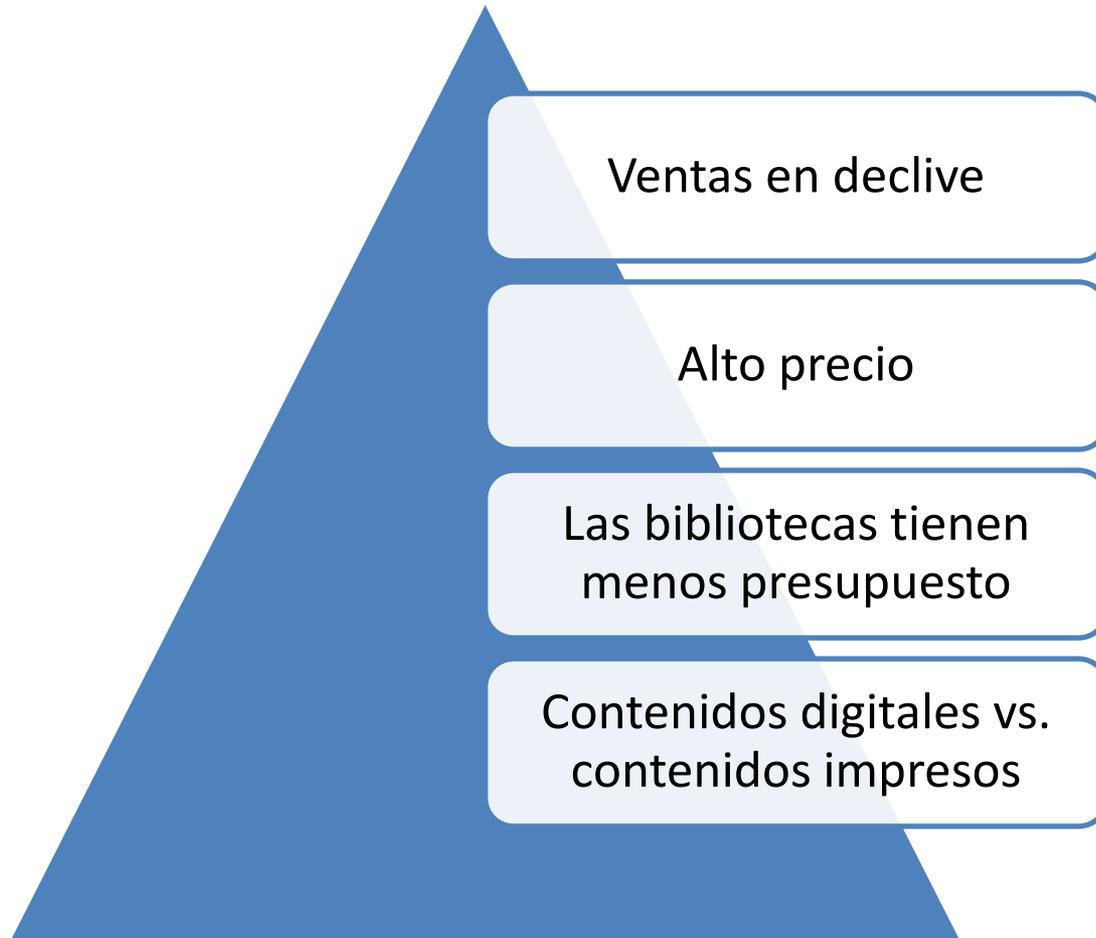 Ventas en declive
Alto precio
Las bibliotecas tienen
menos presupuesto
Contenidos digitales vs.
contenidos impresos